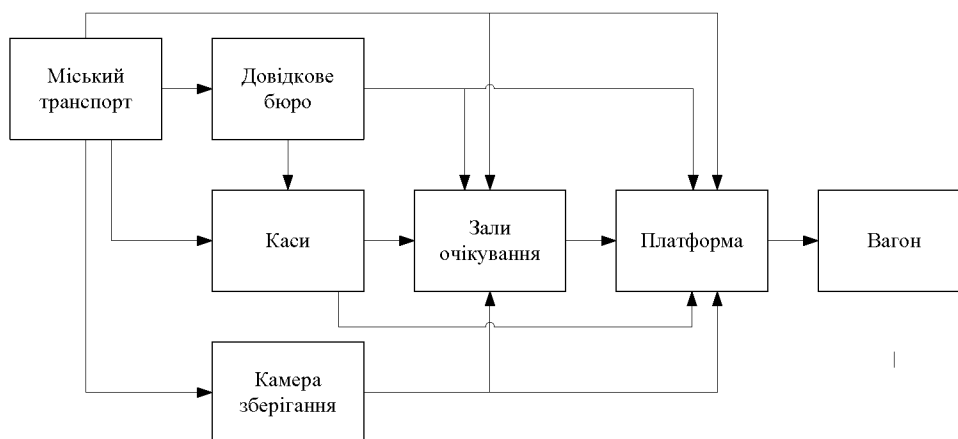 Міський
транспорт
Довідкове
бюро
Каси
Зали
очікування
Платформа
Вагон
Камера
зберігання